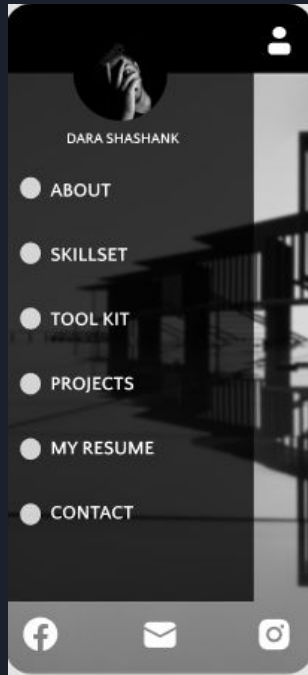 DARA SHASHANK
ABOUT
SKILLSET
TOOL KIT
PROJECTS
MY RESUME
CONTACT